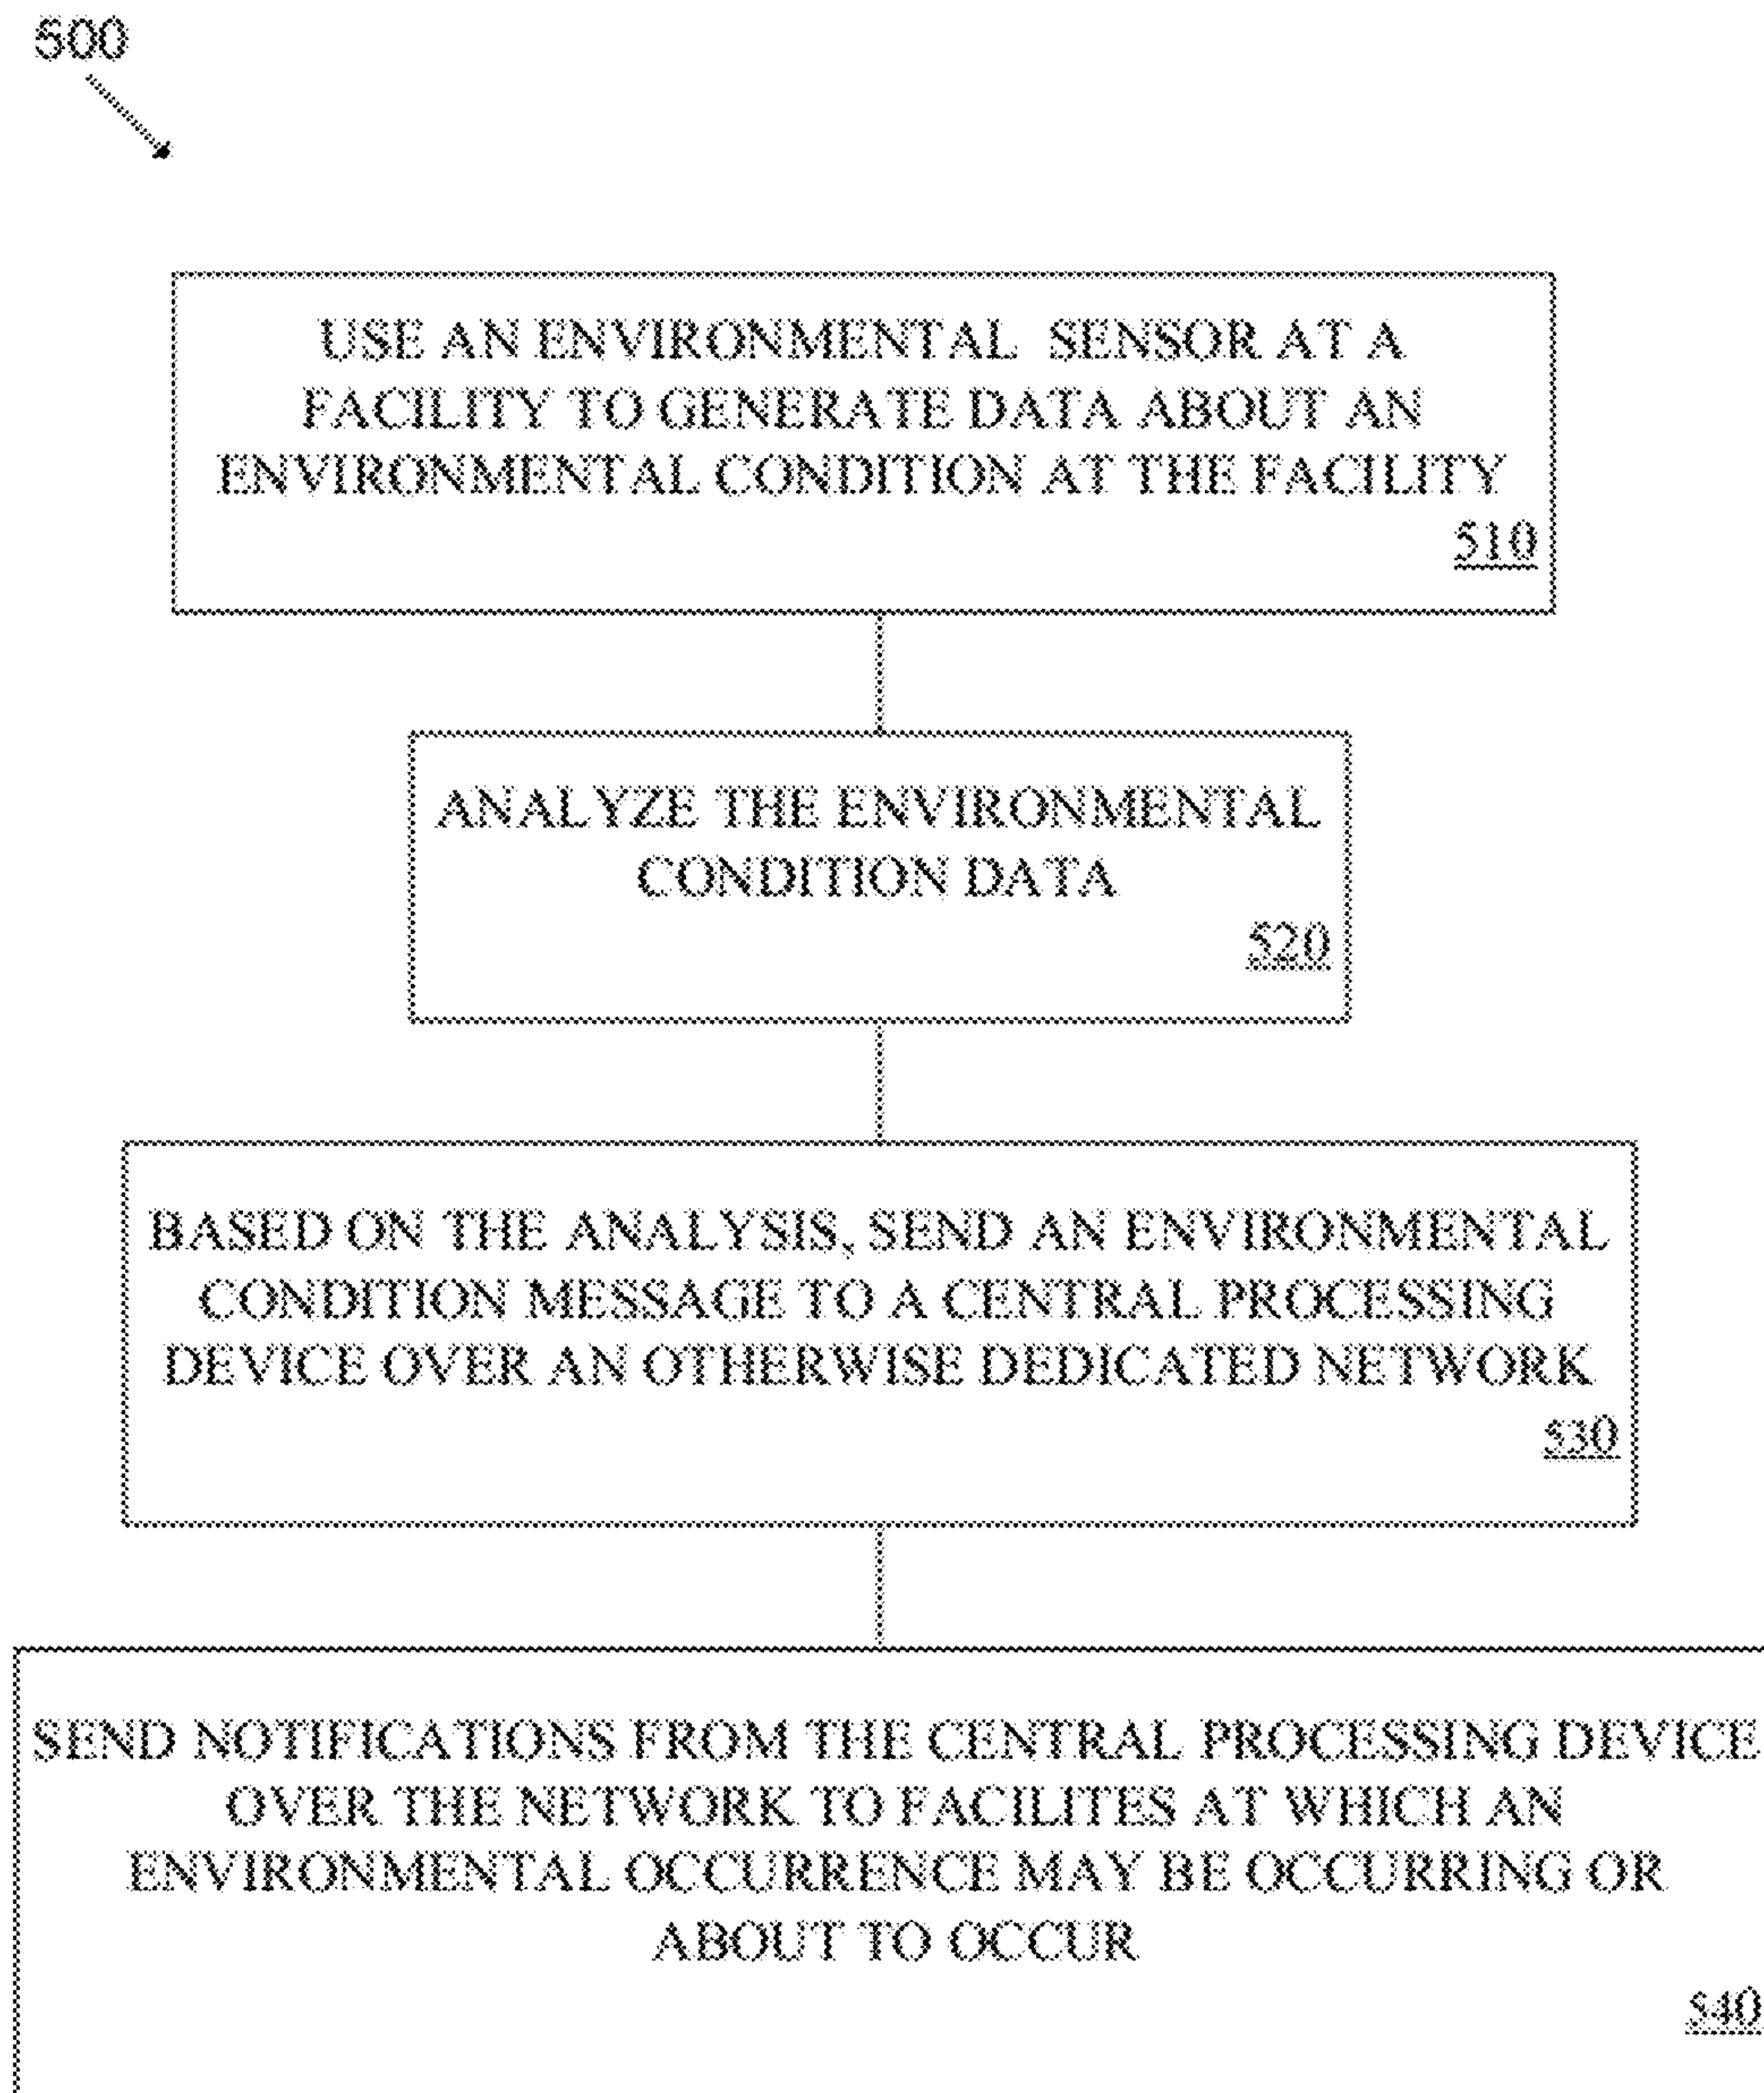 500
USE AN ENVIRONMENTAL SENSOR AT A
FACILITY TO GENERATE DATA ABOUT AN
ENVIRONMENTAL CONDITION AT THE FACILITY
510
ANALYZE THE ENVIRONMENTAL
CONDITION DATA
520
BASED ON THE ANALYSIS, SEND AN ENVIRONMENTAL
CONDITION MESSAGE TO A CENTRAL PROCESSING
DEVICE OVER AN OTHERWISE DEDICATED NETWORK
530
SEND NOTIFICATIONS FROM THE CENTRAL PROCESSING DEVICE
OVER THE NETWORK TO FACILITES AT WHICH AN
ENVIRONMENTAL OCCURRENCE MAY BE OCCURRING OR
ABOUT TO OCCUR
540